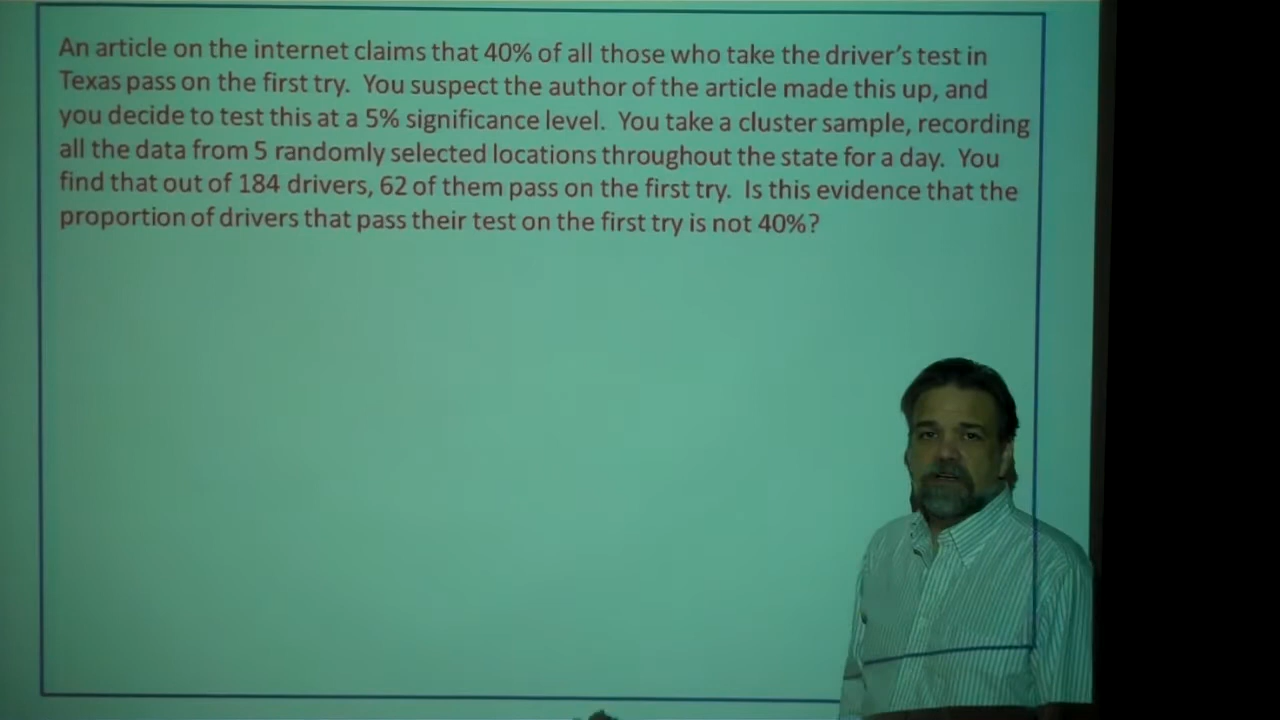 An article on the internet claims that 40% of all those who take the driver's test in
Texas pass on the first try.  You suspect the author of the article made this up, and
you decide to test this at a 5% significance level.  You take a cluster sample, recording
all the data from 5 randomly selected locations throughout the state for a day.  You
find that out of 184 drivers, 62 of them pass on the first try.  Is this evidence that the
proportion of drivers that pass their test on the first try is not 40%?